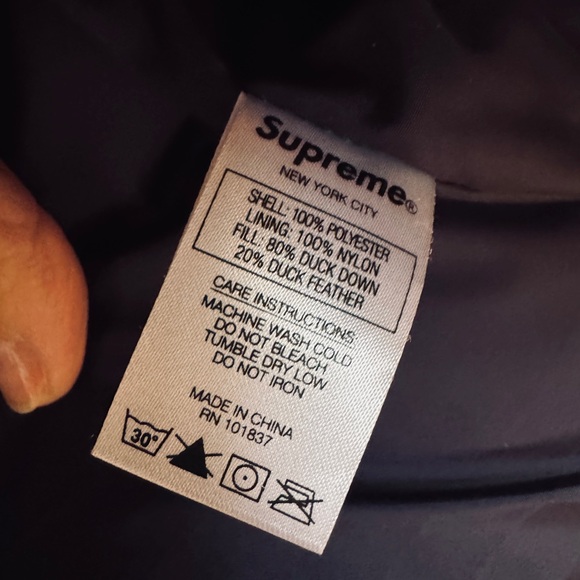 Supreme®
NEW YORK CITY
SHELL: 100% POLYESTER
LINING: 100% NYLON
FILL: 80% DUCK DOWN
20% DUCK FEATHER
CARE INSTRUCTIONS:
MACHINE WASH COLD
DO NOT BLEACH
TUMBLE DRY LOW
DO NOT IRON
MADE IN CHINA
RN 101837
30°